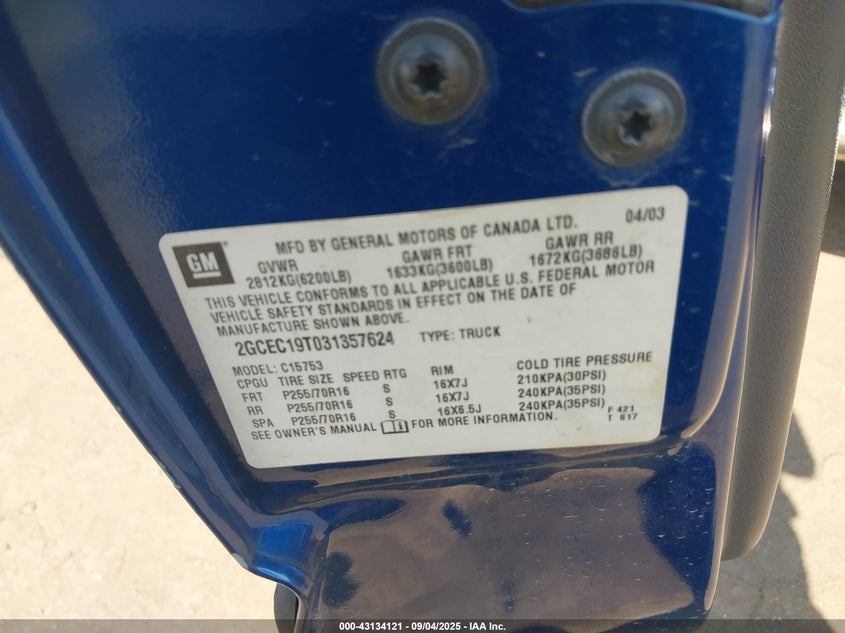 GM
MFD BY GENERAL MOTORS OF CANADA LTD. 04/03
GVWR GAWR FRT GAWR RR
2812KG(6200LB) 1633KG(3600LB) 1672KG(3686LB)
THIS VEHICLE CONFORMS TO ALL APPLICABLE U.S. FEDERAL MOTOR
VEHICLE SAFETY STANDARDS IN EFFECT ON THE DATE OF
MANUFACTURE SHOWN ABOVE.
2GCEC19T031357624 TYPE: TRUCK
MODEL: C15753
CPGU TIRE SIZE SPEED RTG RIM COLD TIRE PRESSURE
FRT P255/70R16 S 16X7J 210KPA(30PSI)
RR P255/70R16 S 16X7J 240KPA(35PSI)
SPA P255/70R16 S 16X6.5J 240KPA(35PSI)
SEE OWNER'S MANUAL FOR MORE INFORMATION.
F 421
T 617
000-43134121 - 09/04/2025 - IAA Inc.